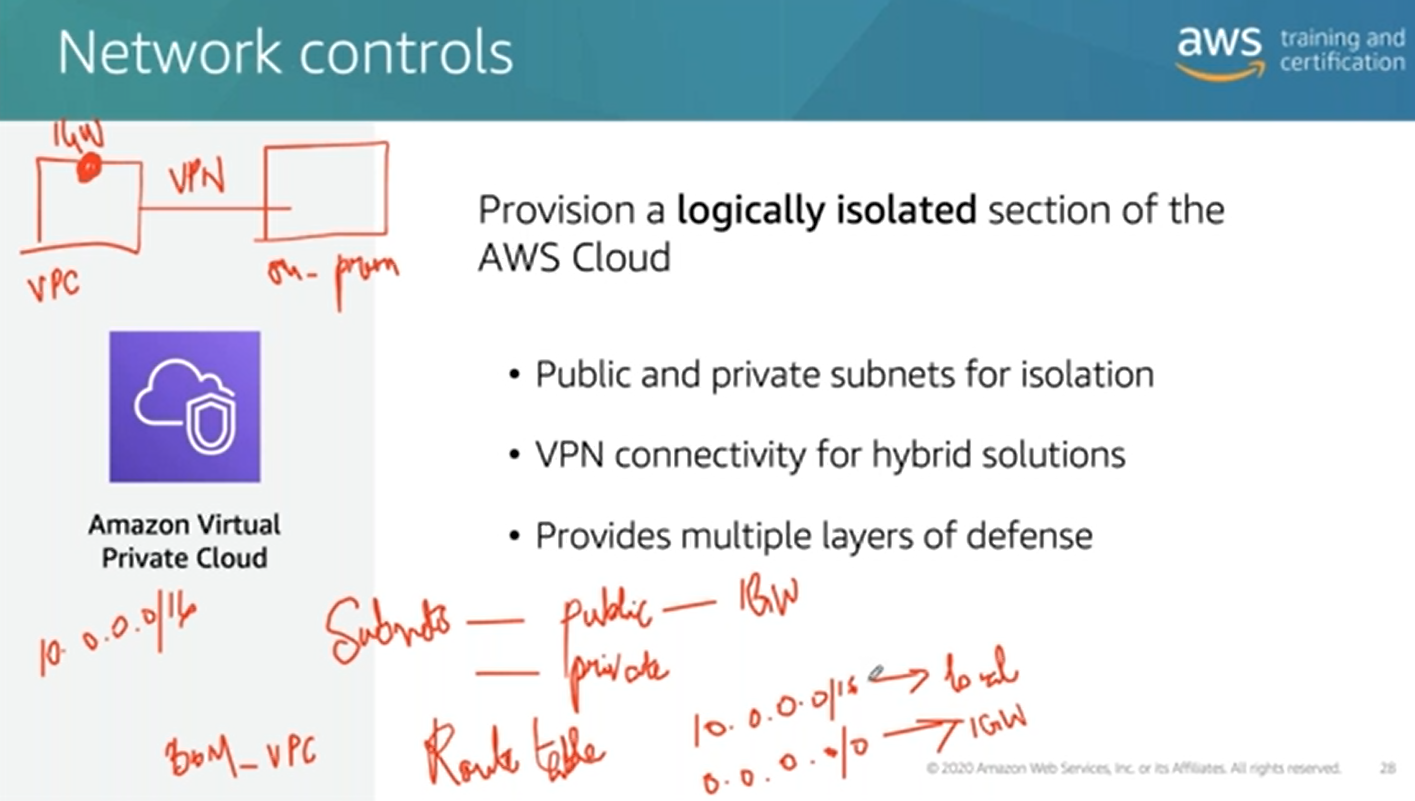 Network controls
aws training and
certification
IGW
VPN
VPC
on-prem
Provision a logically isolated section of the
AWS Cloud
• Public and private subnets for isolation
• VPN connectivity for hybrid solutions
• Provides multiple layers of defense
Amazon Virtual
Private Cloud
10.0.0.0/16
Subnets — public — IGW
— private
10.0.0.0/16 → local
0.0.0.0/0 → IGW
BOM_VPC
Route table
© 2020 Amazon Web Services, Inc. or its Affiliates. All rights reserved.
28